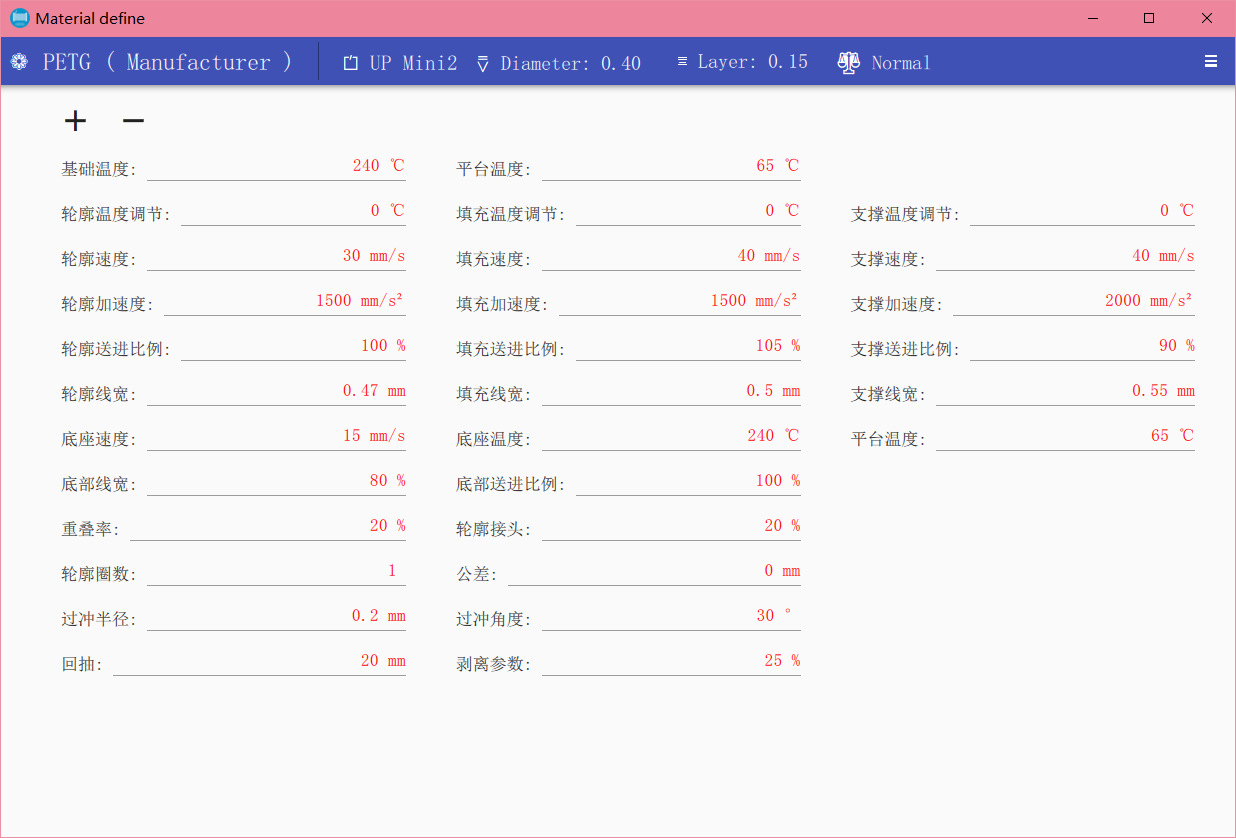 Material define
PETG ( Manufacturer ) UP Mini2 Diameter: 0.40 Layer: 0.15 Normal
基础温度: 240 ℃ 平台温度: 65 ℃
轮廓温度调节: 0 ℃ 填充温度调节: 0 ℃ 支撑温度调节: 0 ℃
轮廓速度: 30 mm/s 填充速度: 40 mm/s 支撑速度: 40 mm/s
轮廓加速度: 1500 mm/s² 填充加速度: 1500 mm/s² 支撑加速度: 2000 mm/s²
轮廓送进比例: 100 % 填充送进比例: 105 % 支撑送进比例: 90 %
轮廓线宽: 0.47 mm 填充线宽: 0.5 mm 支撑线宽: 0.55 mm
底座速度: 15 mm/s 底座温度: 240 ℃ 平台温度: 65 ℃
底部线宽: 80 % 底部送进比例: 100 %
重叠率: 20 % 轮廓接头: 20 %
轮廓圈数: 1 公差: 0 mm
过冲半径: 0.2 mm 过冲角度: 30 °
回抽: 20 mm 剥离参数: 25 %